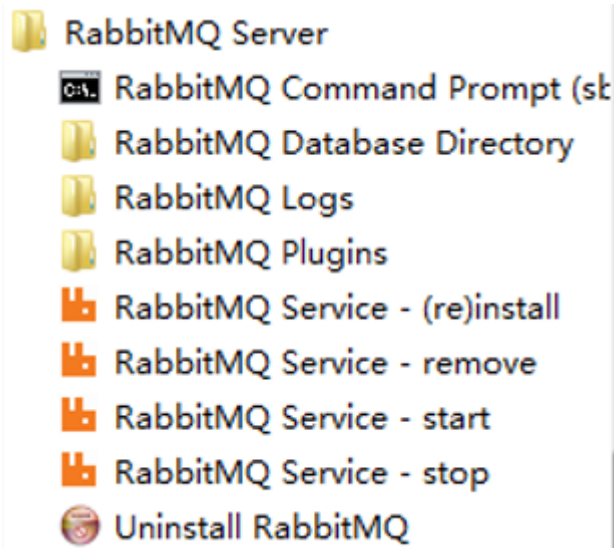 RabbitMQ Server
RabbitMQ Command Prompt (sb
RabbitMQ Database Directory
RabbitMQ Logs
RabbitMQ Plugins
RabbitMQ Service - (re)install
RabbitMQ Service - remove
RabbitMQ Service - start
RabbitMQ Service - stop
Uninstall RabbitMQ